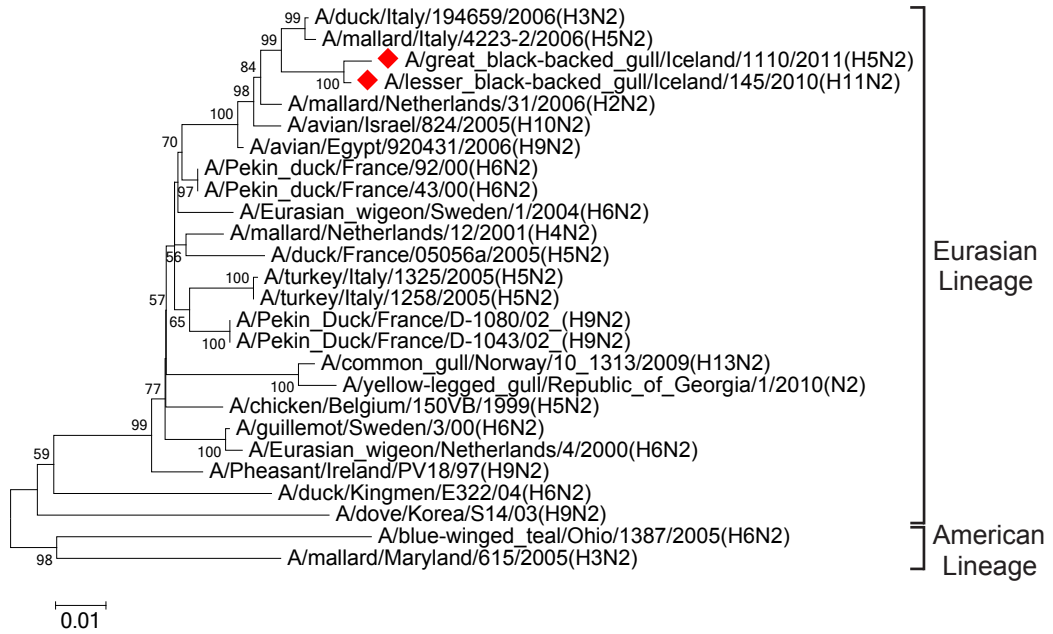 99 A/duck/Italy/194659/2006(H3N2)
A/mallard/Italy/4223-2/2006(H5N2)
99
A/great_black-backed_gull/Iceland/1110/2011(H5N2)
100 A/lesser_black-backed_gull/Iceland/145/2010(H11N2)
84
98
A/mallard/Netherlands/31/2006(H2N2)
100
A/avian/Israel/824/2005(H10N2)
A/avian/Egypt/920431/2006(H9N2)
70
A/Pekin_duck/France/92/00(H6N2)
97 A/Pekin_duck/France/43/00(H6N2)
A/Eurasian_wigeon/Sweden/1/2004(H6N2)
A/mallard/Netherlands/12/2001(H4N2)
56
A/duck/France/05056a/2005(H5N2)
100 A/turkey/Italy/1325/2005(H5N2)
A/turkey/Italy/1258/2005(H5N2)
57
65
A/Pekin_Duck/France/D-1080/02_(H9N2)
100 A/Pekin_Duck/France/D-1043/02_(H9N2)
A/common_gull/Norway/10_1313/2009(H13N2)
100 A/yellow-legged_gull/Republic_of_Georgia/1/2010(N2)
77
A/chicken/Belgium/150VB/1999(H5N2)
99
A/guillemot/Sweden/3/00(H6N2)
100 A/Eurasian_wigeon/Netherlands/4/2000(H6N2)
59
A/Pheasant/Ireland/PV18/97(H9N2)
A/duck/Kingmen/E322/04(H6N2)
A/dove/Korea/S14/03(H9N2)
A/blue-winged_teal/Ohio/1387/2005(H6N2)
98
A/mallard/Maryland/615/2005(H3N2)
Eurasian
Lineage
American
Lineage
0.01